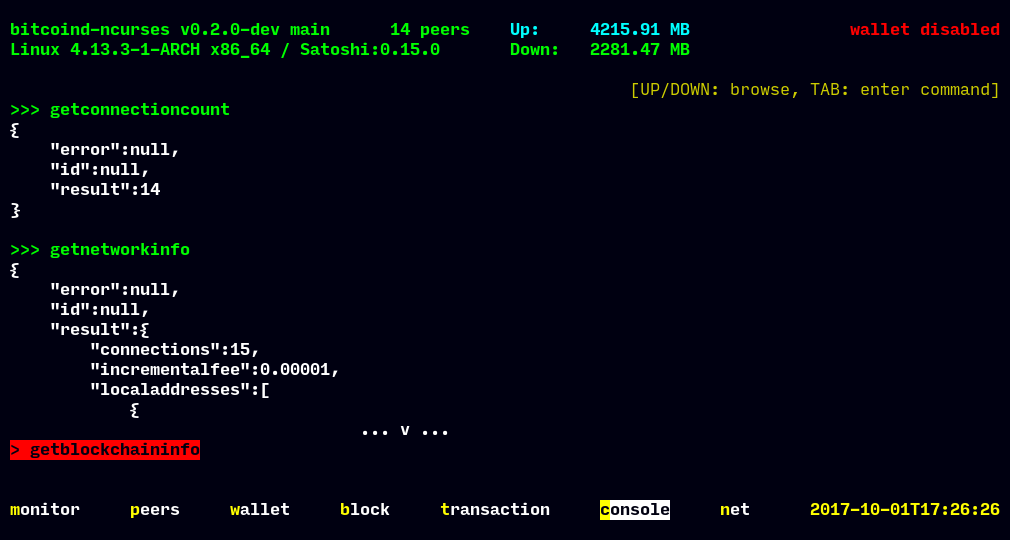 bitcoind-ncurses v0.2.0-dev main      14 peers    Up:     4215.91 MB                wallet disabled
Linux 4.13.3-1-ARCH x86_64 / Satoshi:0.15.0       Down:   2281.47 MB
[UP/DOWN: browse, TAB: enter command]
>>> getconnectioncount
{
    "error":null,
    "id":null,
    "result":14
}
>>> getnetworkinfo
{
    "error":null,
    "id":null,
    "result":{
        "connections":15,
        "incrementalfee":0.00001,
        "localaddresses":[
            {
... v ...
> getblockchaininfo
monitor     peers     wallet     block     transaction     console     net      2017-10-01T17:26:26